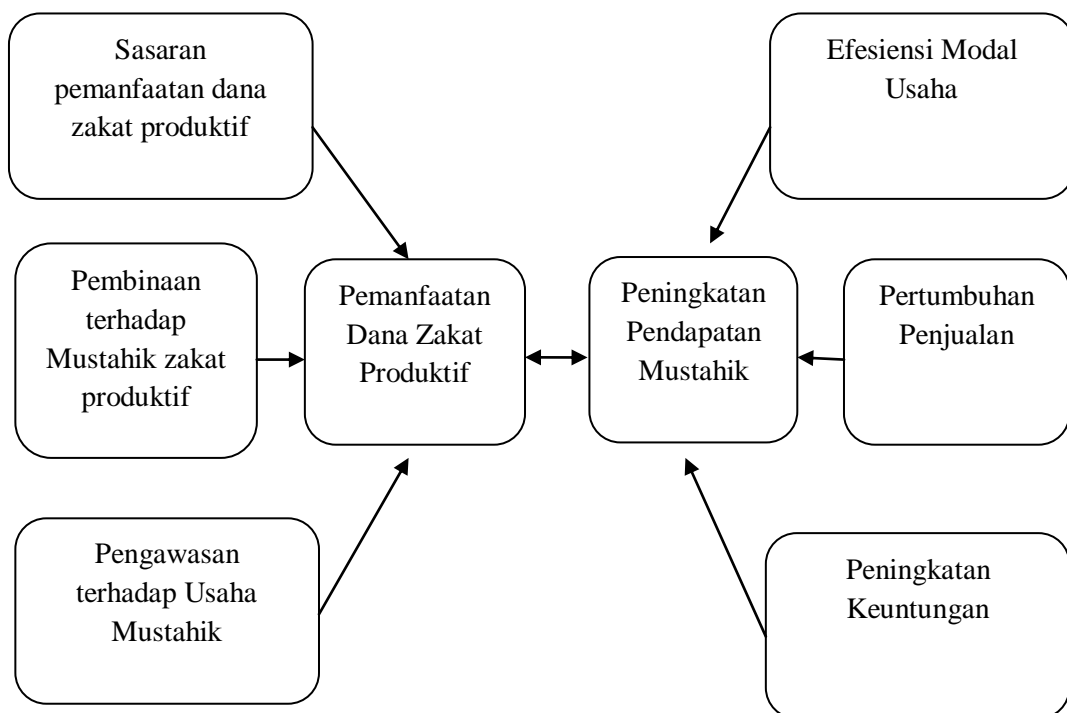 Sasaran
pemanfaatan dana
zakat produktif
Efesiensi Modal
Usaha
Pembinaan
terhadap
Mustahik zakat
produktif
Pemanfaatan
Dana Zakat
Produktif
Peningkatan
Pendapatan
Mustahik
Pertumbuhan
Penjualan
Pengawasan
terhadap Usaha
Mustahik
Peningkatan
Keuntungan